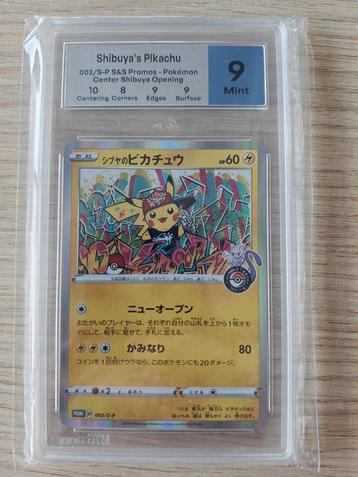 Shibuya's Pikachu
002/S-P S&S Promos - Pokémon
Center Shibuya Opening
10 8 9 9
Centering Corners Edges Surface
9
Mint
たね
シブヤのピカチュウ
HP60
ニューオープン
おたがいのプレイヤーは、それぞれ自分の山札を上から1枚オモ
テにして、相手に見せて、手札に加える。
かみなり 80
コインを1回投げウラなら、このポケモンにも20ダメージ。
×2
PROMO 002/S-P